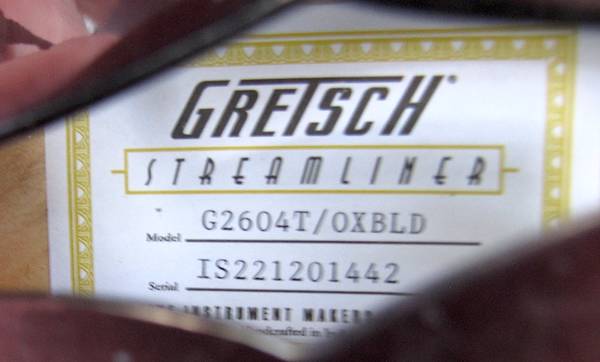 GRETSCH®
STREAMLINER
Model G2604T/OXBLD
Serial IS221201442
INSTRUMENT MAKERS